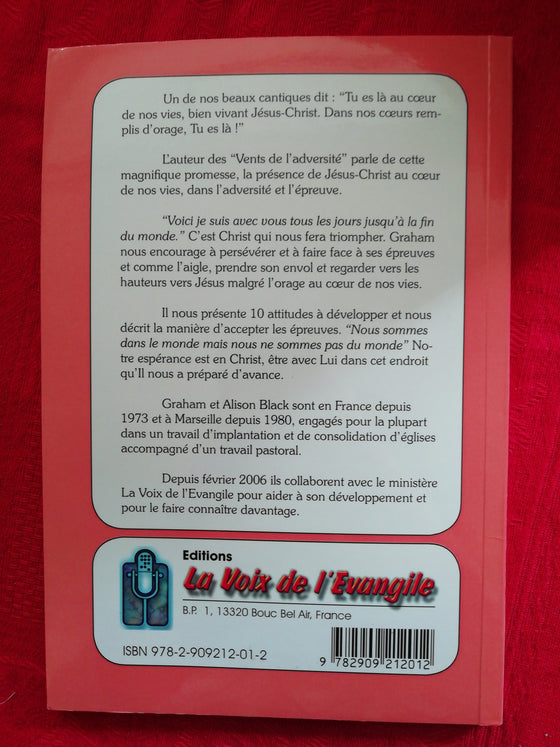 Un de nos beaux cantiques dit : “Tu es là au cœur
de nos vies, bien vivant Jésus-Christ. Dans nos cœurs rem-
plis d’orage, Tu es là !”
L’auteur des “Vents de l’adversité” parle de cette
magnifique promesse, la présence de Jésus-Christ au cœur
de nos vies, dans l’adversité et l’épreuve.
“Voici je suis avec vous tous les jours jusqu’à la fin
du monde.” C’est Christ qui nous fera triompher. Graham
nous encourage à persévérer et à faire face à ses épreuves
et comme l’aigle, prendre son envol et regarder vers les
hauteurs vers Jésus malgré l’orage au cœur de nos vies.
Il nous présente 10 attitudes à développer et nous
décrit la manière d’accepter les épreuves. “Nous sommes
dans le monde mais nous ne sommes pas du monde” No-
tre espérance est en Christ, être avec Lui dans cet endroit
qu’Il nous a préparé d’avance.
Graham et Alison Black sont en France depuis
1973 et à Marseille depuis 1980, engagés pour la plupart
dans un travail d’implantation et de consolidation d’églises
accompagné d’un travail pastoral.
Depuis février 2006 ils collaborent avec le ministère
La Voix de l’Evangile pour aider à son développement et
pour le faire connaître davantage.
Editions
La Voix de l’Evangile
B.P. 1, 13320 Bouc Bel Air, France
ISBN 978-2-909212-01-2
9 782909 212012